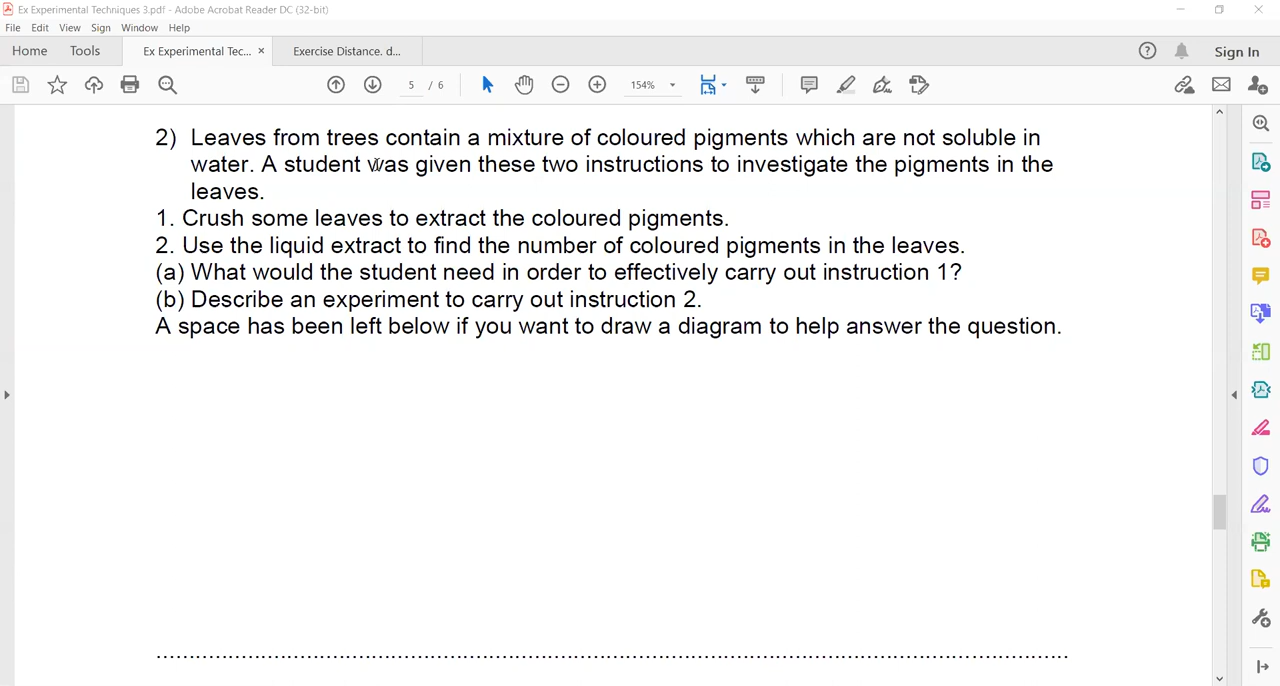 Ex Experimental Techniques 3.pdf - Adobe Acrobat Reader DC (32-bit)
File Edit View Sign Window Help
Home Tools Ex Experimental Tec... × Exercise Distance. d... Sign In
5 / 6 154%
2) Leaves from trees contain a mixture of coloured pigments which are not soluble in
water. A student was given these two instructions to investigate the pigments in the
leaves.
1. Crush some leaves to extract the coloured pigments.
2. Use the liquid extract to find the number of coloured pigments in the leaves.
(a) What would the student need in order to effectively carry out instruction 1?
(b) Describe an experiment to carry out instruction 2.
A space has been left below if you want to draw a diagram to help answer the question.